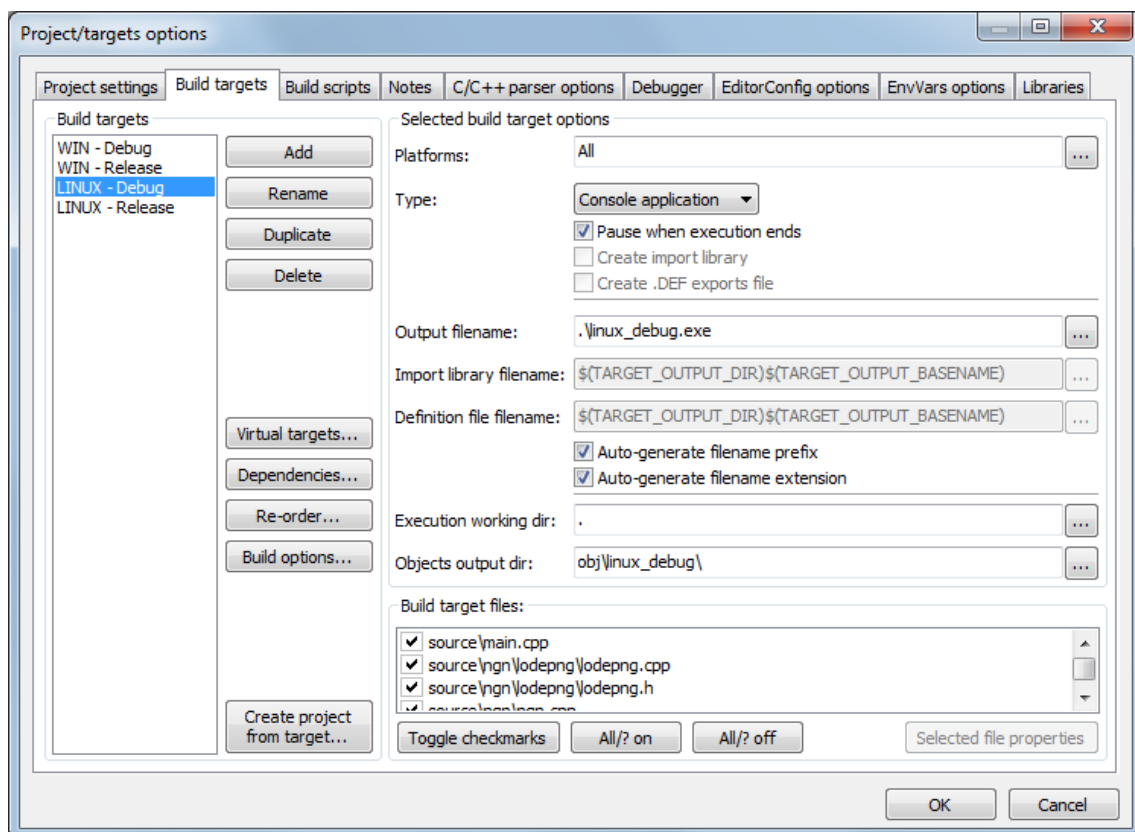 Project/targets options
Project settings
Build targets
Build scripts
Notes
C/C++ parser options
Debugger
EditorConfig options
EnvVars options
Libraries
Build targets
WIN - Debug
WIN - Release
LINUX - Debug
LINUX - Release
Add
Rename
Duplicate
Delete
Virtual targets...
Dependencies...
Re-order...
Build options...
Create project
from target...
Selected build target options
Platforms:
All
...
Type:
Console application
Pause when execution ends
Create import library
Create .DEF exports file
Output filename:
.\linux_debug.exe
...
Import library filename:
$(TARGET_OUTPUT_DIR)$(TARGET_OUTPUT_BASENAME)
...
Definition file filename:
$(TARGET_OUTPUT_DIR)$(TARGET_OUTPUT_BASENAME)
...
Auto-generate filename prefix
Auto-generate filename extension
Execution working dir:
.
...
Objects output dir:
obj\linux_debug\
...
Build target files:
source\main.cpp
source\ngn\lodepng\lodepng.cpp
source\ngn\lodepng\lodepng.h
source\ngn\ngn.cpp
Toggle checkmarks
All/? on
All/? off
Selected file properties
OK
Cancel